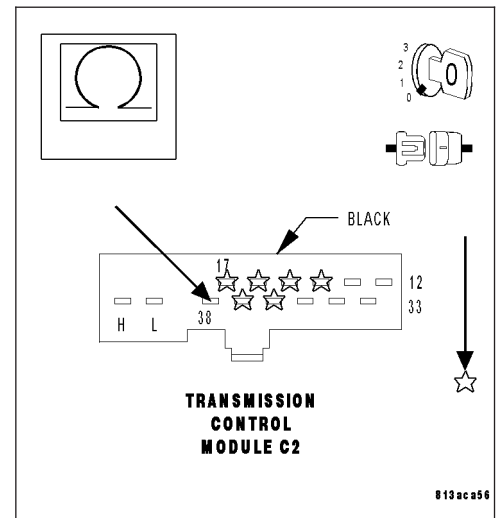 3
2
1
0
BLACK
17
12
33
H L 38
TRANSMISSION
CONTROL
MODULE C2
813aca56